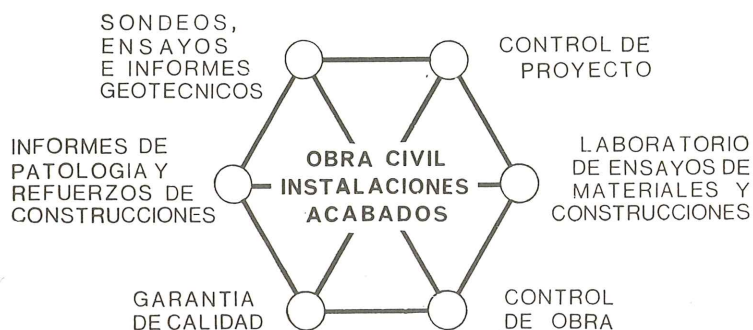 SONDEOS,
ENSAYOS
E INFORMES
GEOTECNICOS
CONTROL DE
PROYECTO
INFORMES DE
PATOLOGIA Y
REFUERZOS DE
CONSTRUCCIONES
OBRA CIVIL
INSTALACIONES
ACABADOS
LABORATORIO
DE ENSAYOS DE
MATERIALES Y
CONSTRUCCIONES
GARANTIA
DE CALIDAD
CONTROL
DE OBRA